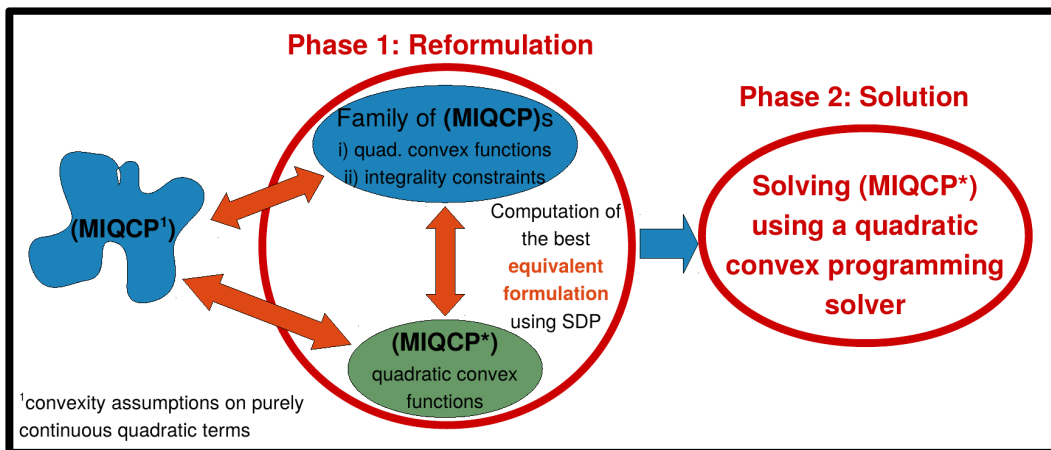 Phase 1: Reformulation
Family of (MIQCP)s
i) quad. convex functions
ii) integrality constraints
(MIQCP¹)
Computation of
the best
equivalent
formulation
using SDP
(MIQCP*)
quadratic convex
functions
¹convexity assumptions on purely
continuous quadratic terms
Phase 2: Solution
Solving (MIQCP*)
using a quadratic
convex programming
solver